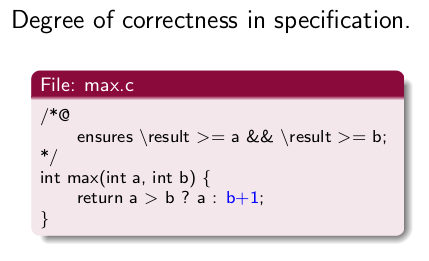 Degree of correctness in specification.
File: max.c
/*@
ensures \result >= a && \result >= b;
*/
int max(int a, int b) {
return a > b ? a : b+1;
}